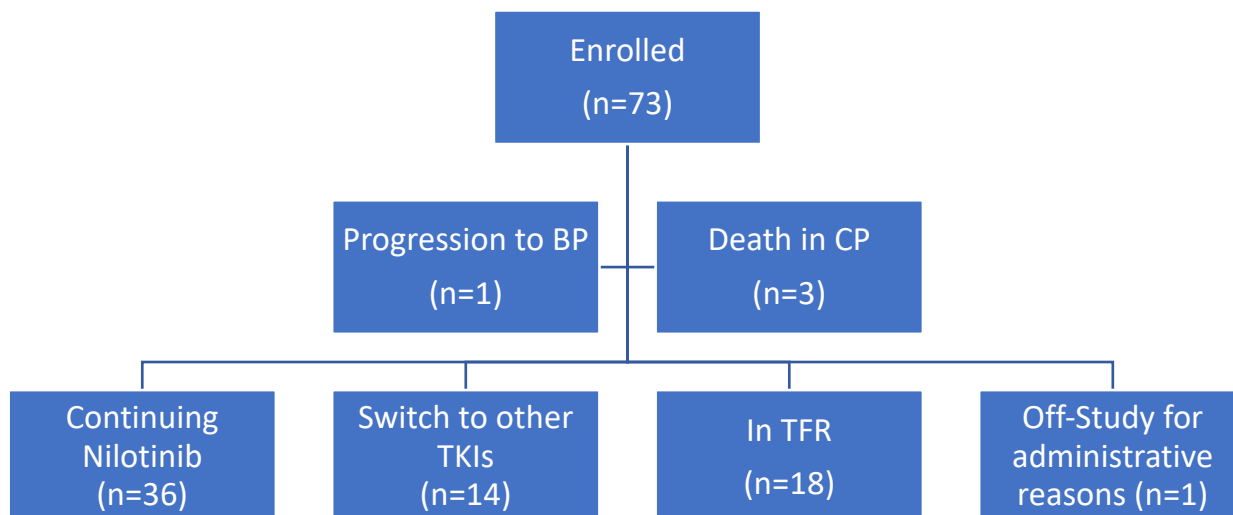 Enrolled
(n=73)
Progression to BP
(n=1)
Death in CP
(n=3)
Continuing
Nilotinib
(n=36)
Switch to other
TKIs
(n=14)
In TFR
(n=18)
Off-Study for
administrative
reasons (n=1)